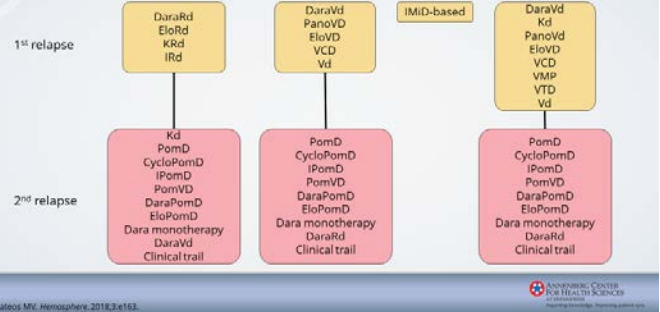 1st relapse
DaraRd
EloRd
KRd
IRd
DaraVd
PanoVD
EloVD
VCD
Vd
IMiD-based
DaraVd
Kd
PanoVd
EloVD
VCD
VMP
VTD
Vd
2nd relapse
Kd
PomD
CycloPomD
IPomD
PomVD
DaraPomD
EloPomD
Dara monotherapy
DaraVd
Clinical trail
PomD
CycloPomD
IPomD
PomVD
DaraPomD
EloPomD
Dara monotherapy
DaraRd
Clinical trail
PomD
CycloPomD
IPomD
PomVD
DaraPomD
EloPomD
Dara monotherapy
DaraRd
Clinical trail
ateos MV. Hemosphere. 2018;3:e163.
ANNENBERG CENTER
FOR HEALTH SCIENCES